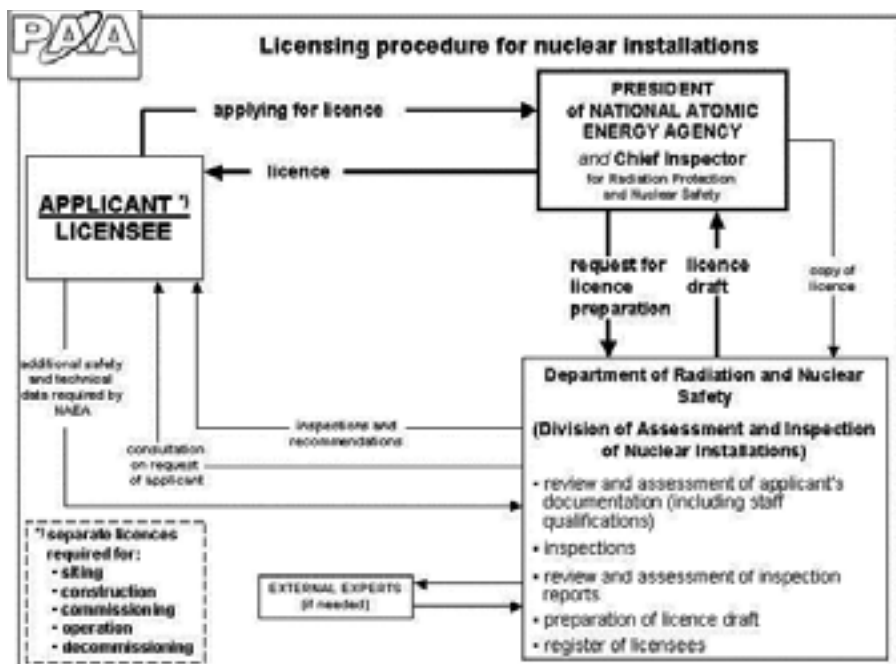 PAA
Licensing procedure for nuclear installations
PRESIDENT
of NATIONAL ATOMIC
ENERGY AGENCY
and Chief Inspector
for Radiation Protection
and Nuclear Safety
applying for licence
licence
APPLICANT *)
LICENSEE
request for
licence
preparation
licence
draft
copy of
licence
additional safety
and technical
data required by
NAEA
consultation
on request
of applicant
inspections and
recommendations
Department of Radiation and Nuclear
Safety
(Division of Assessment and Inspection
of Nuclear Installations)
• review and assessment of applicant's
documentation (including staff
qualifications)
• inspections
• review and assessment of inspection
reports
• preparation of licence draft
• register of licensees
EXTERNAL EXPERTS
(if needed)
*) separate licences
required for:
• siting
• construction
• commissioning
• operation
• decommissioning